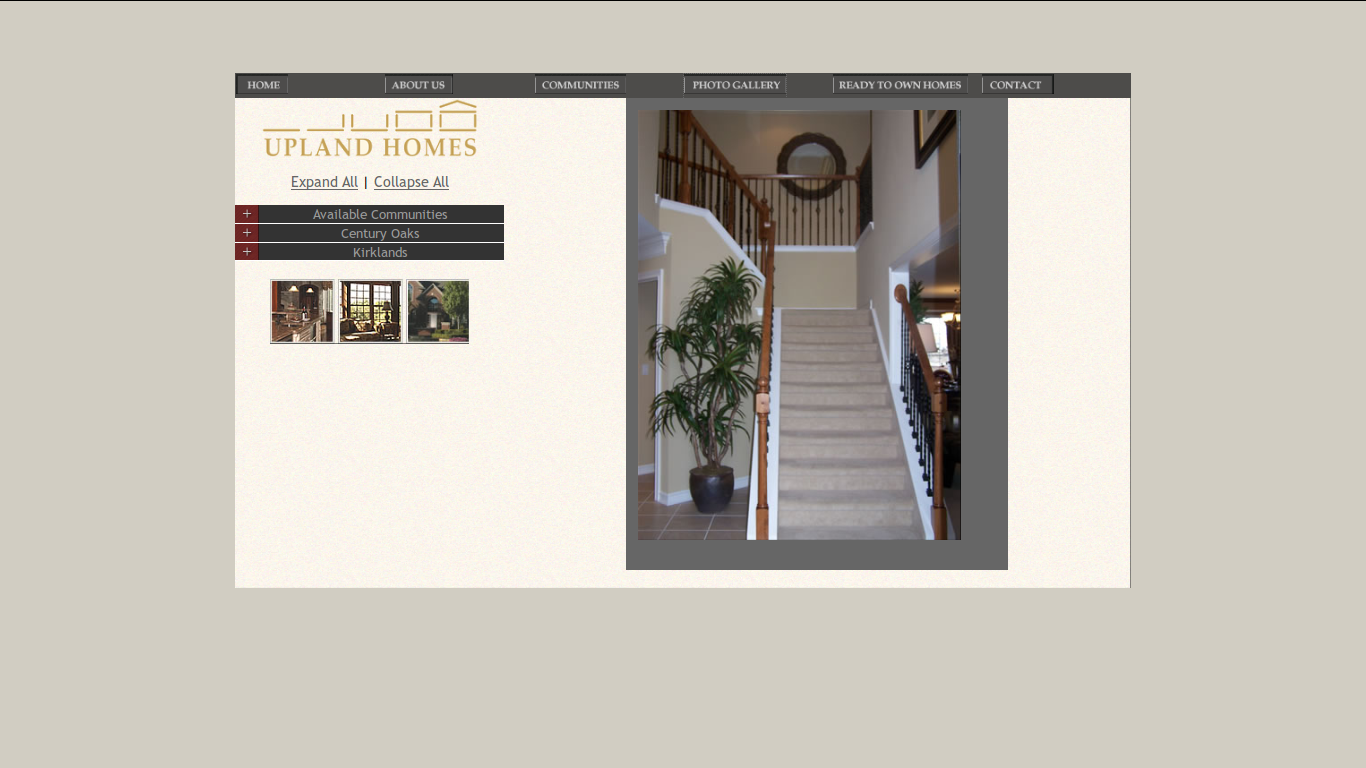 HOME ABOUT US COMMUNITIES PHOTO GALLERY READY TO OWN HOMES CONTACT
UPLAND HOMES
Expand All | Collapse All
+ Available Communities
+ Century Oaks
+ Kirklands